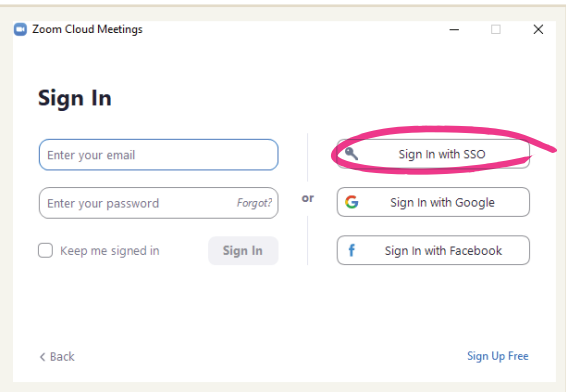 Zoom Cloud Meetings
Sign In
Enter your email
Enter your password Forgot?
Keep me signed in Sign In
or
Sign In with SSO
Sign In with Google
Sign In with Facebook
Back
Sign Up Free